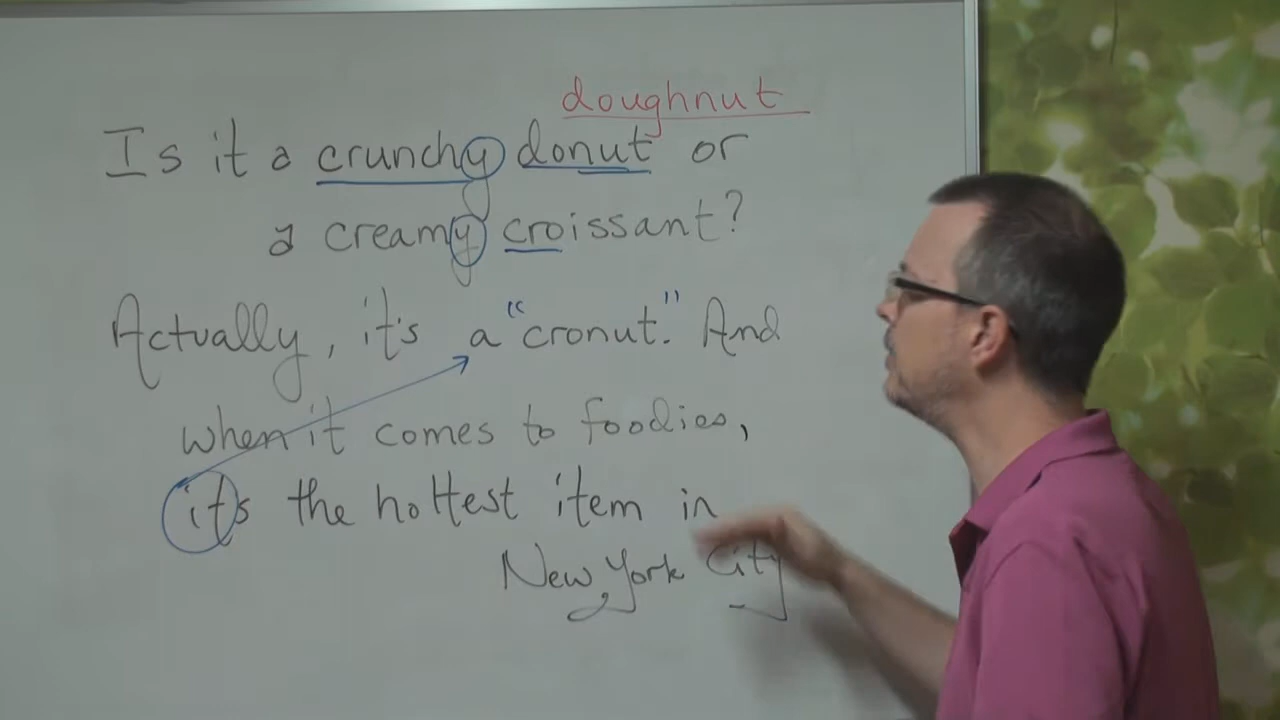 doughnut
Is it a crunchy donut or
a creamy croissant?
Actually, it's a "cronut." And
when it comes to foodies,
it's the hottest item in
New York City